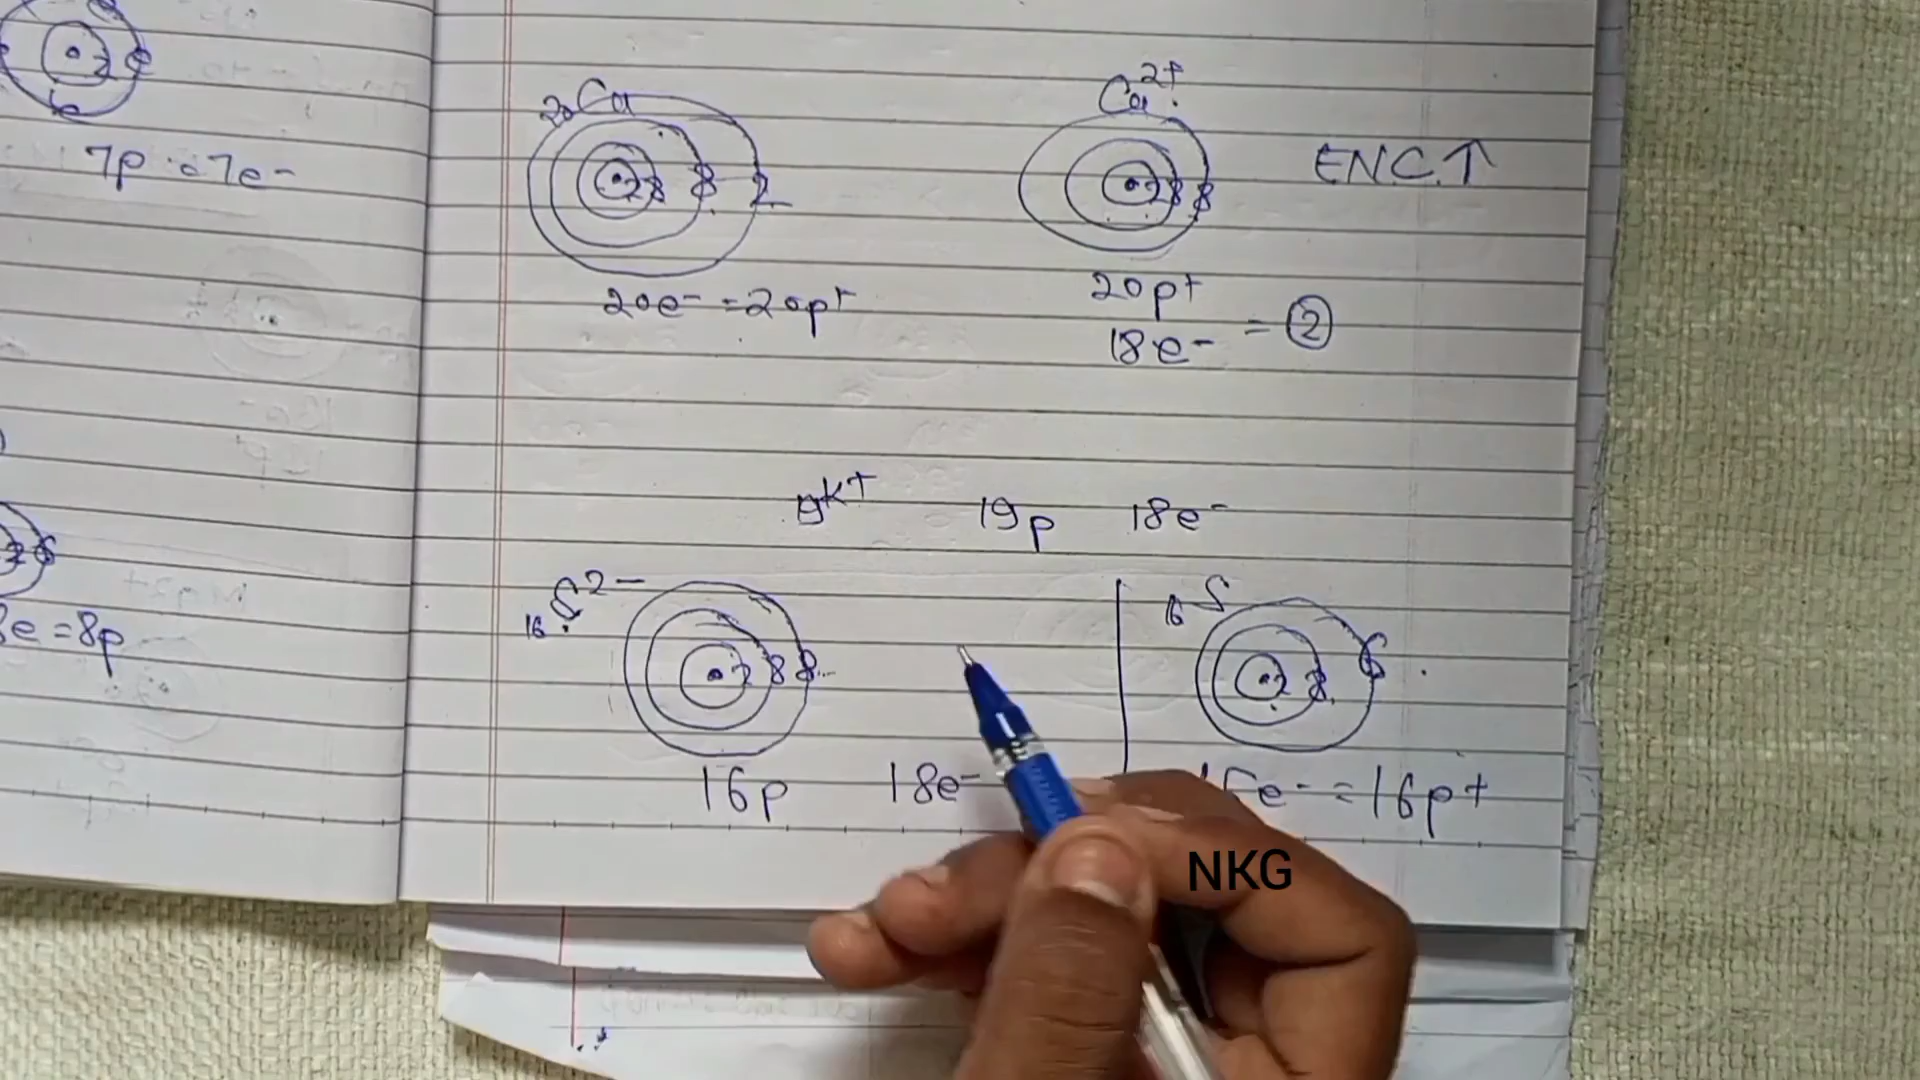 7p 7e-
8e = 8p
20Ca
2 8 8 2
20e- = 20p+
Ca2+
2 8 8
E.N.C.↑
20p+
18e- = 2
19K+ 19p 18e-
16S2-
2 8 8
16p 18e-
16S
2 8 6
16e- = 16p+
NKG